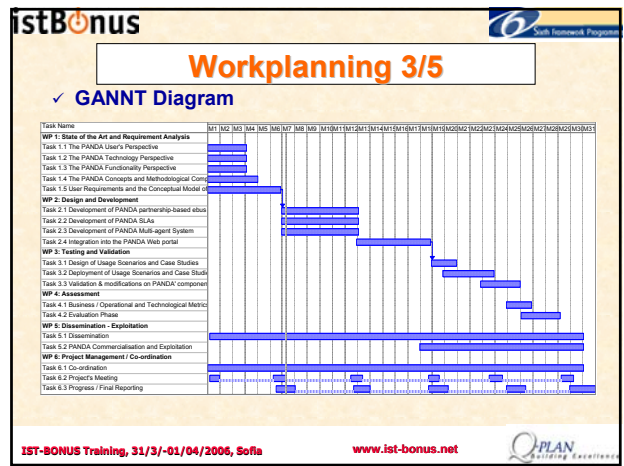 istBonus
6 Sixth Framework Programm
Workplanning 3/5
✓ GANNT Diagram
Task Name M1 M2 M3 M4 M5 M6 M7 M8 M9 M10 M11 M12 M13 M14 M15 M16 M17 M18 M19 M20 M21 M22 M23 M24 M25 M26 M27 M28 M29 M30 M31
WP 1: State of the Art and Requirement Analysis
Task 1.1 The PANDA User's Perspective
Task 1.2 The PANDA Technology Perspective
Task 1.3 The PANDA Functionality Perspective
Task 1.4 The PANDA Concepts and Methodological Comp
Task 1.5 User Requirements and the Conceptual Model of
WP 2: Design and Development
Task 2.1 Development of PANDA partnership-based ebus
Task 2.2 Development of PANDA SLAs
Task 2.3 Development of PANDA Multi-agent System
Task 2.4 Integration into the PANDA Web portal
WP 3: Testing and Validation
Task 3.1 Design of Usage Scenarios and Case Studies
Task 3.2 Deployment of Usage Scenarios and Case Studie
Task 3.3 Validation & modifications on PANDA' componen
WP 4: Assessment
Task 4.1 Business / Operational and Technological Metrics
Task 4.2 Evaluation Phase
WP 5: Dissemination - Exploitation
Task 5.1 Dissemination
Task 5.2 PANDA Commercialisation and Exploitation
WP 6: Project Management / Co-ordination
Task 6.1 Co-ordination
Task 6.2 Project's Meeting
Task 6.3 Progress / Final Reporting
IST-BONUS Training, 31/3/-01/04/2006, Sofia
www.ist-bonus.net
Q-PLAN
Building Excellence